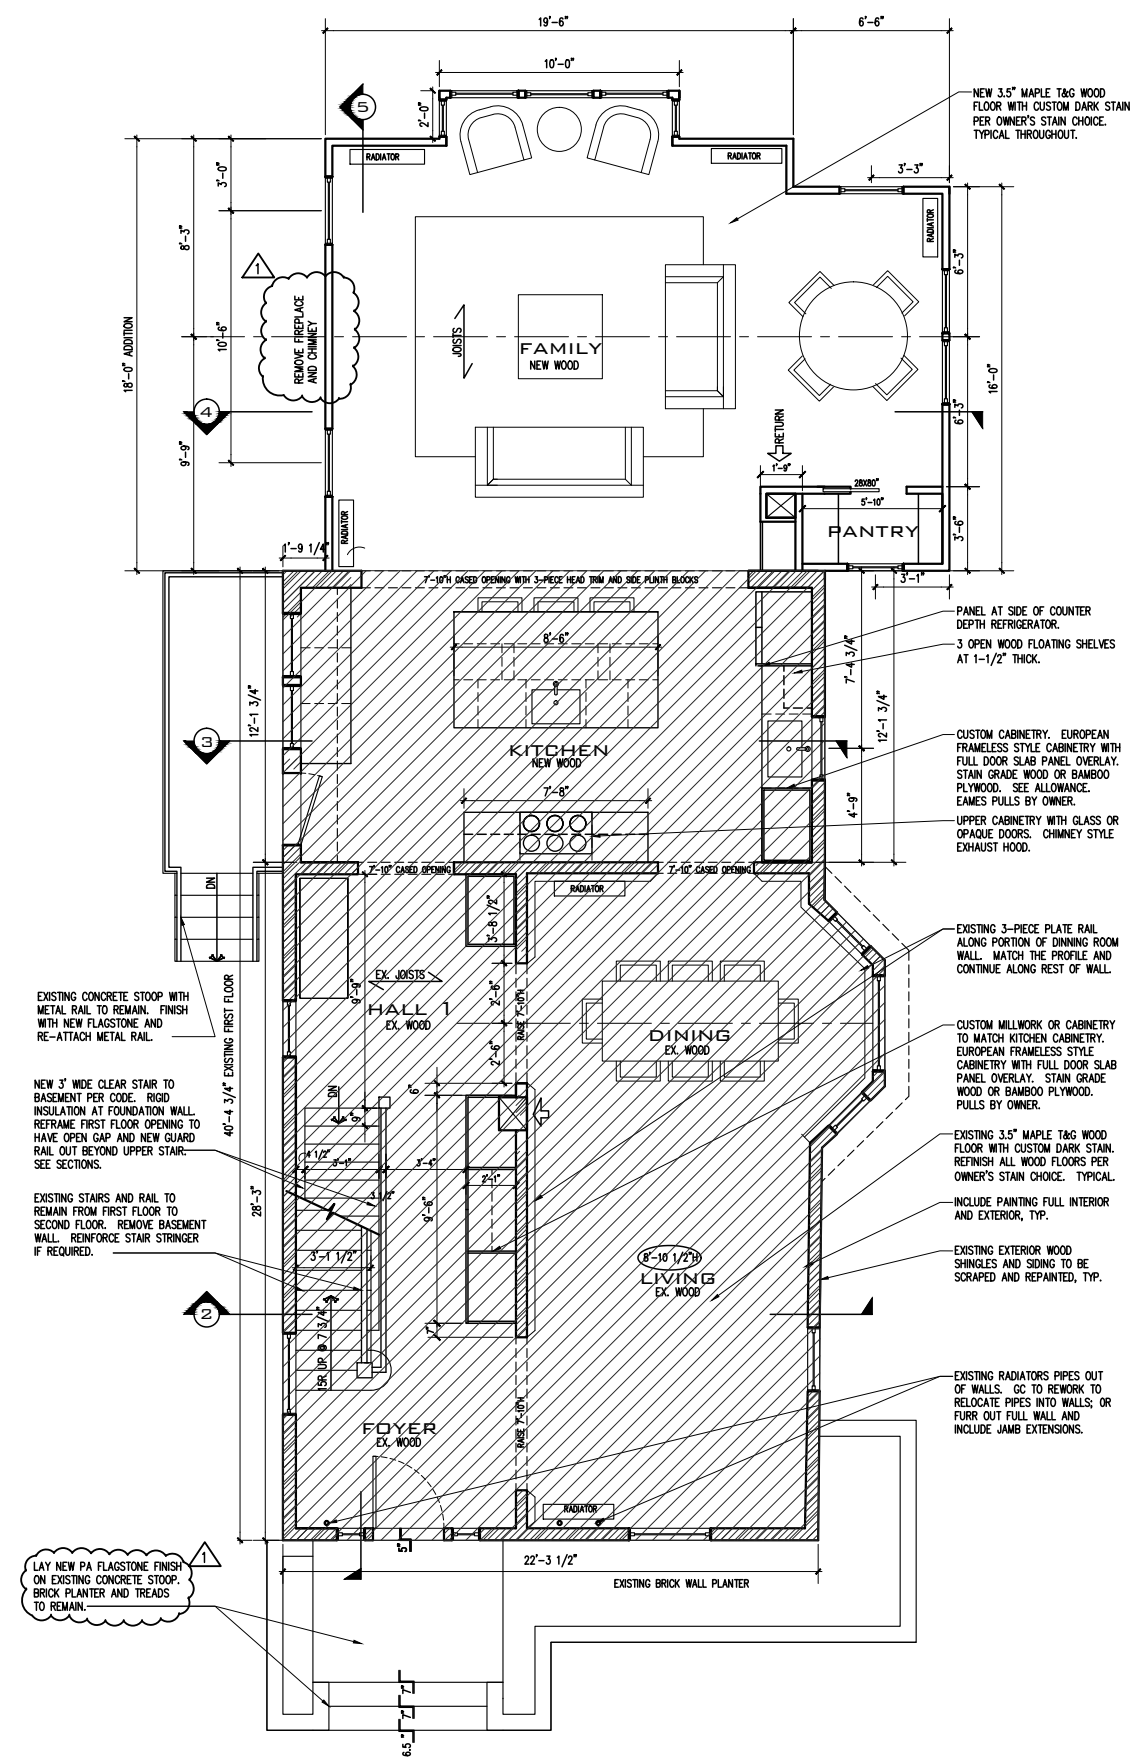 19'-6"
6'-6"
10'-0"
5
2'-0"
NEW 3.5" MAPLE T&G WOOD
FLOOR WITH CUSTOM DARK STAIN
PER OWNER'S STAIN CHOICE.
TYPICAL THROUGHOUT.
RADIATOR
RADIATOR
3'-0"
3'-3"
RADIATOR
8'-3"
6'-3"
1
REMOVE FIREPLACE
AND CHIMNEY
10'-6"
18'-0" ADDITION
JOISTS
FAMILY
NEW WOOD
16'-0"
4
6'-3"
RETURN
9'-9"
1'-9"
28X80"
5'-10"
PANTRY
3'-6"
RADIATOR
1'-9 1/4"
7'-10"H CASED OPENING WITH 3-PIECE HEAD TRIM AND SIDE PLINTH BLOCKS
3'-1"
PANEL AT SIDE OF COUNTER
DEPTH REFRIGERATOR.
8'-6"
3 OPEN WOOD FLOATING SHELVES
AT 1-1/2" THICK.
7'-4 3/4"
12'-1 3/4"
12'-1 3/4"
3
KITCHEN
NEW WOOD
CUSTOM CABINETRY. EUROPEAN
FRAMELESS STYLE CABINETRY WITH
FULL DOOR SLAB PANEL OVERLAY.
STAIN GRADE WOOD OR BAMBOO
PLYWOOD. SEE ALLOWANCE.
EAMES PULLS BY OWNER.
7'-8"
4'-9"
UPPER CABINETRY WITH GLASS OR
OPAQUE DOORS. CHIMNEY STYLE
EXHAUST HOOD.
7'-10" CASED OPENING
7'-10" CASED OPENING
DN
RADIATOR
3'-8 1/2"
EXISTING 3-PIECE PLATE RAIL
ALONG PORTION OF DINNING ROOM
WALL. MATCH THE PROFILE AND
CONTINUE ALONG REST OF WALL.
EX. JOISTS
9'-9"
HALL 1
EX. WOOD
2'-6"
RAISE 7'-10"H
2'-6"
DINING
EX. WOOD
EXISTING CONCRETE STOOP WITH
METAL RAIL TO REMAIN. FINISH
WITH NEW FLAGSTONE AND
RE-ATTACH METAL RAIL.
40'-4 3/4" EXISTING FIRST FLOOR
CUSTOM MILLWORK OR CABINETRY
TO MATCH KITCHEN CABINETRY.
EUROPEAN FRAMELESS STYLE
CABINETRY WITH FULL DOOR SLAB
PANEL OVERLAY. STAIN GRADE
WOOD OR BAMBOO PLYWOOD.
PULLS BY OWNER.
NEW 3' WIDE CLEAR STAIR TO
BASEMENT PER CODE. RIGID
INSULATION AT FOUNDATION WALL.
REFRAME FIRST FLOOR OPENING TO
HAVE OPEN GAP AND NEW GUARD
RAIL OUT BEYOND UPPER STAIR.
SEE SECTIONS.
DN
9"
6"
4 1/2"
3'-1"
3'-4"
2'-1"
3 1/2"
9'-6"
EXISTING 3.5" MAPLE T&G WOOD
FLOOR WITH CUSTOM DARK STAIN.
REFINISH ALL WOOD FLOORS PER
OWNER'S STAIN CHOICE. TYPICAL.
EXISTING STAIRS AND RAIL TO
REMAIN FROM FIRST FLOOR TO
SECOND FLOOR. REMOVE BASEMENT
WALL. REINFORCE STAIR STRINGER
IF REQUIRED.
28'-3"
INCLUDE PAINTING FULL INTERIOR
AND EXTERIOR, TYP.
3'-1 1/2"
8'-10 1/2"H
LIVING
EX. WOOD
EXISTING EXTERIOR WOOD
SHINGLES AND SIDING TO BE
SCRAPED AND REPAINTED, TYP.
2
15R UP @ 7 3/4"
7"
EXISTING RADIATORS PIPES OUT
OF WALLS. GC TO REWORK TO
RELOCATE PIPES INTO WALLS; OR
FURR OUT FULL WALL AND
INCLUDE JAMB EXTENSIONS.
FOYER
EX. WOOD
RAISE 7'-10"H
RADIATOR
5"
22'-3 1/2"
EXISTING BRICK WALL PLANTER
1
LAY NEW PA FLAGSTONE FINISH
ON EXISTING CONCRETE STOOP.
BRICK PLANTER AND TREADS
TO REMAIN.
7"
7"
6.5"